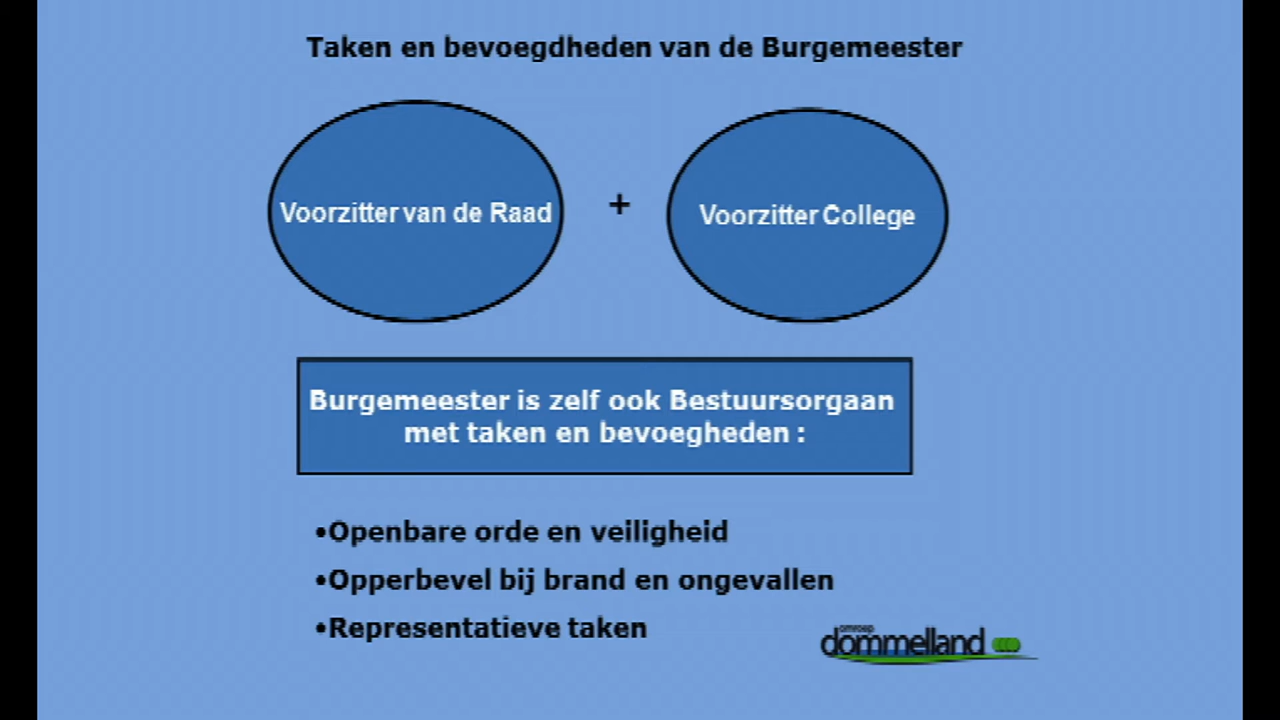 Taken en bevoegdheden van de Burgemeester
Voorzitter van de Raad
+
Voorzitter College
Burgemeester is zelf ook Bestuursorgaan
met taken en bevoegheden :
•Openbare orde en veiligheid
•Opperbevel bij brand en ongevallen
•Representatieve taken
omroep
dommelland